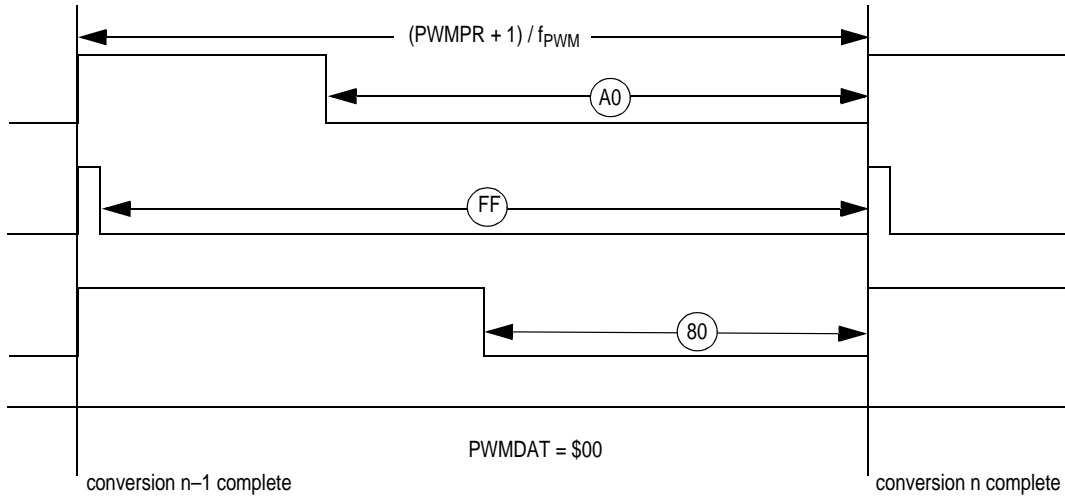 (PWMPR + 1) / fPWM
A0
FF
80
PWMDAT = $00
conversion n–1 complete
conversion n complete